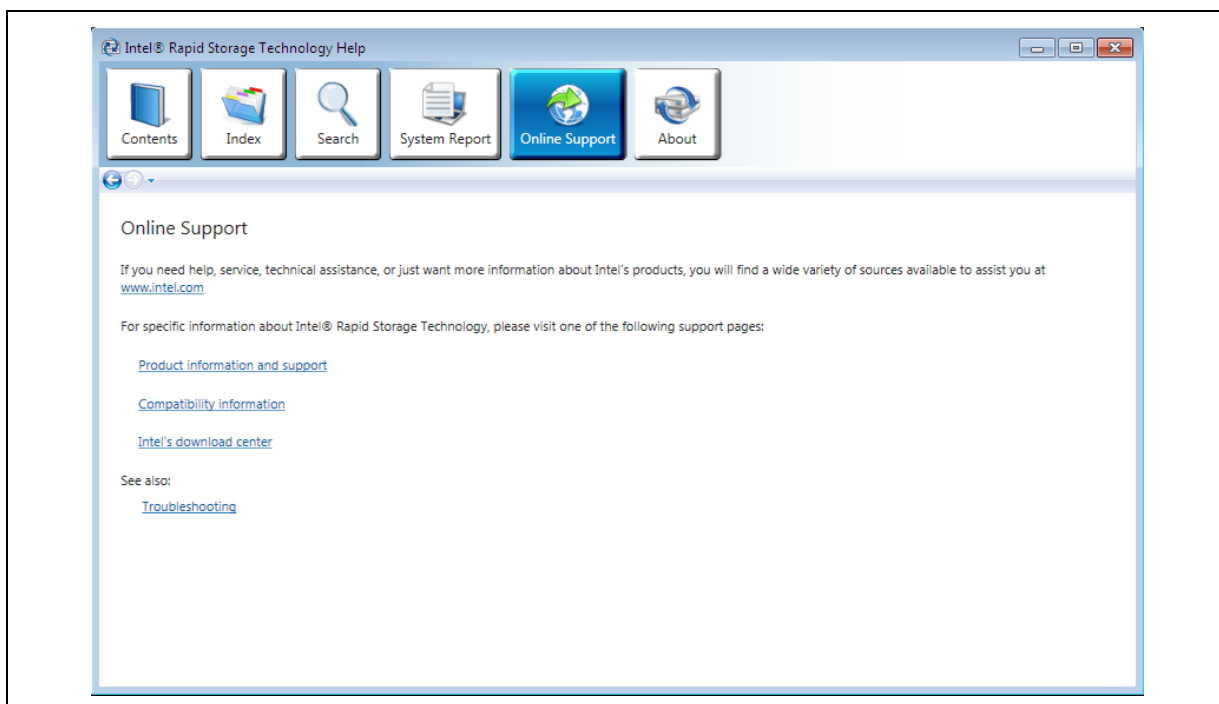 Intel® Rapid Storage Technology Help
Contents
Index
Search
System Report
Online Support
About
Online Support
If you need help, service, technical assistance, or just want more information about Intel's products, you will find a wide variety of sources available to assist you at
www.intel.com
For specific information about Intel® Rapid Storage Technology, please visit one of the following support pages:
Product information and support
Compatibility information
Intel's download center
See also:
Troubleshooting